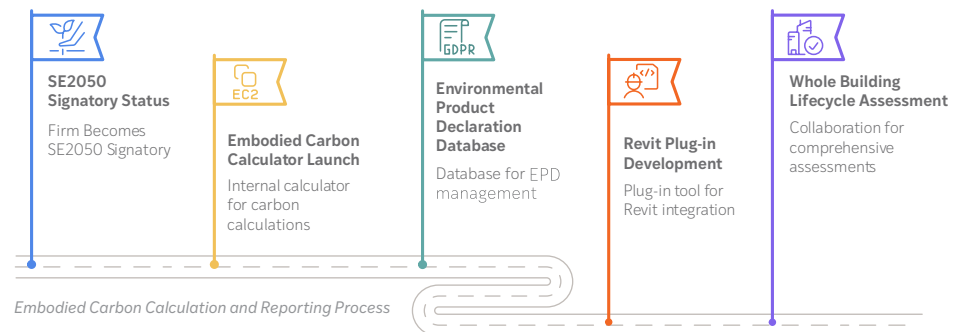 SE2050
Signatory Status
Firm Becomes
SE2050 Signatory
EC2
Embodied Carbon
Calculator Launch
Internal calculator
for carbon
calculations
GDPR
Environmental
Product
Declaration
Database
Database for EPD
management
</>
Revit Plug-in
Development
Plug-in tool for
Revit integration
Whole Building
Lifecycle Assessment
Collaboration for
comprehensive
assessments
Embodied Carbon Calculation and Reporting Process